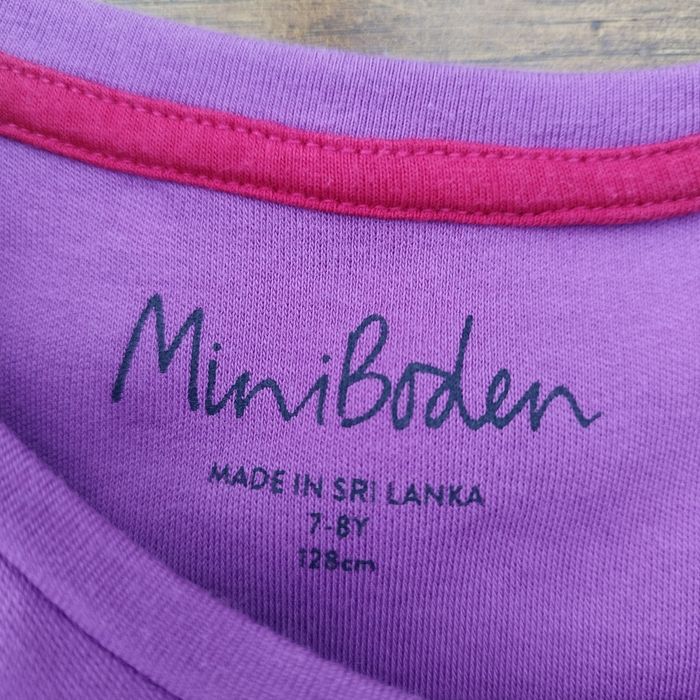 MiniBoden
MADE IN SRI LANKA
7-8Y
128cm